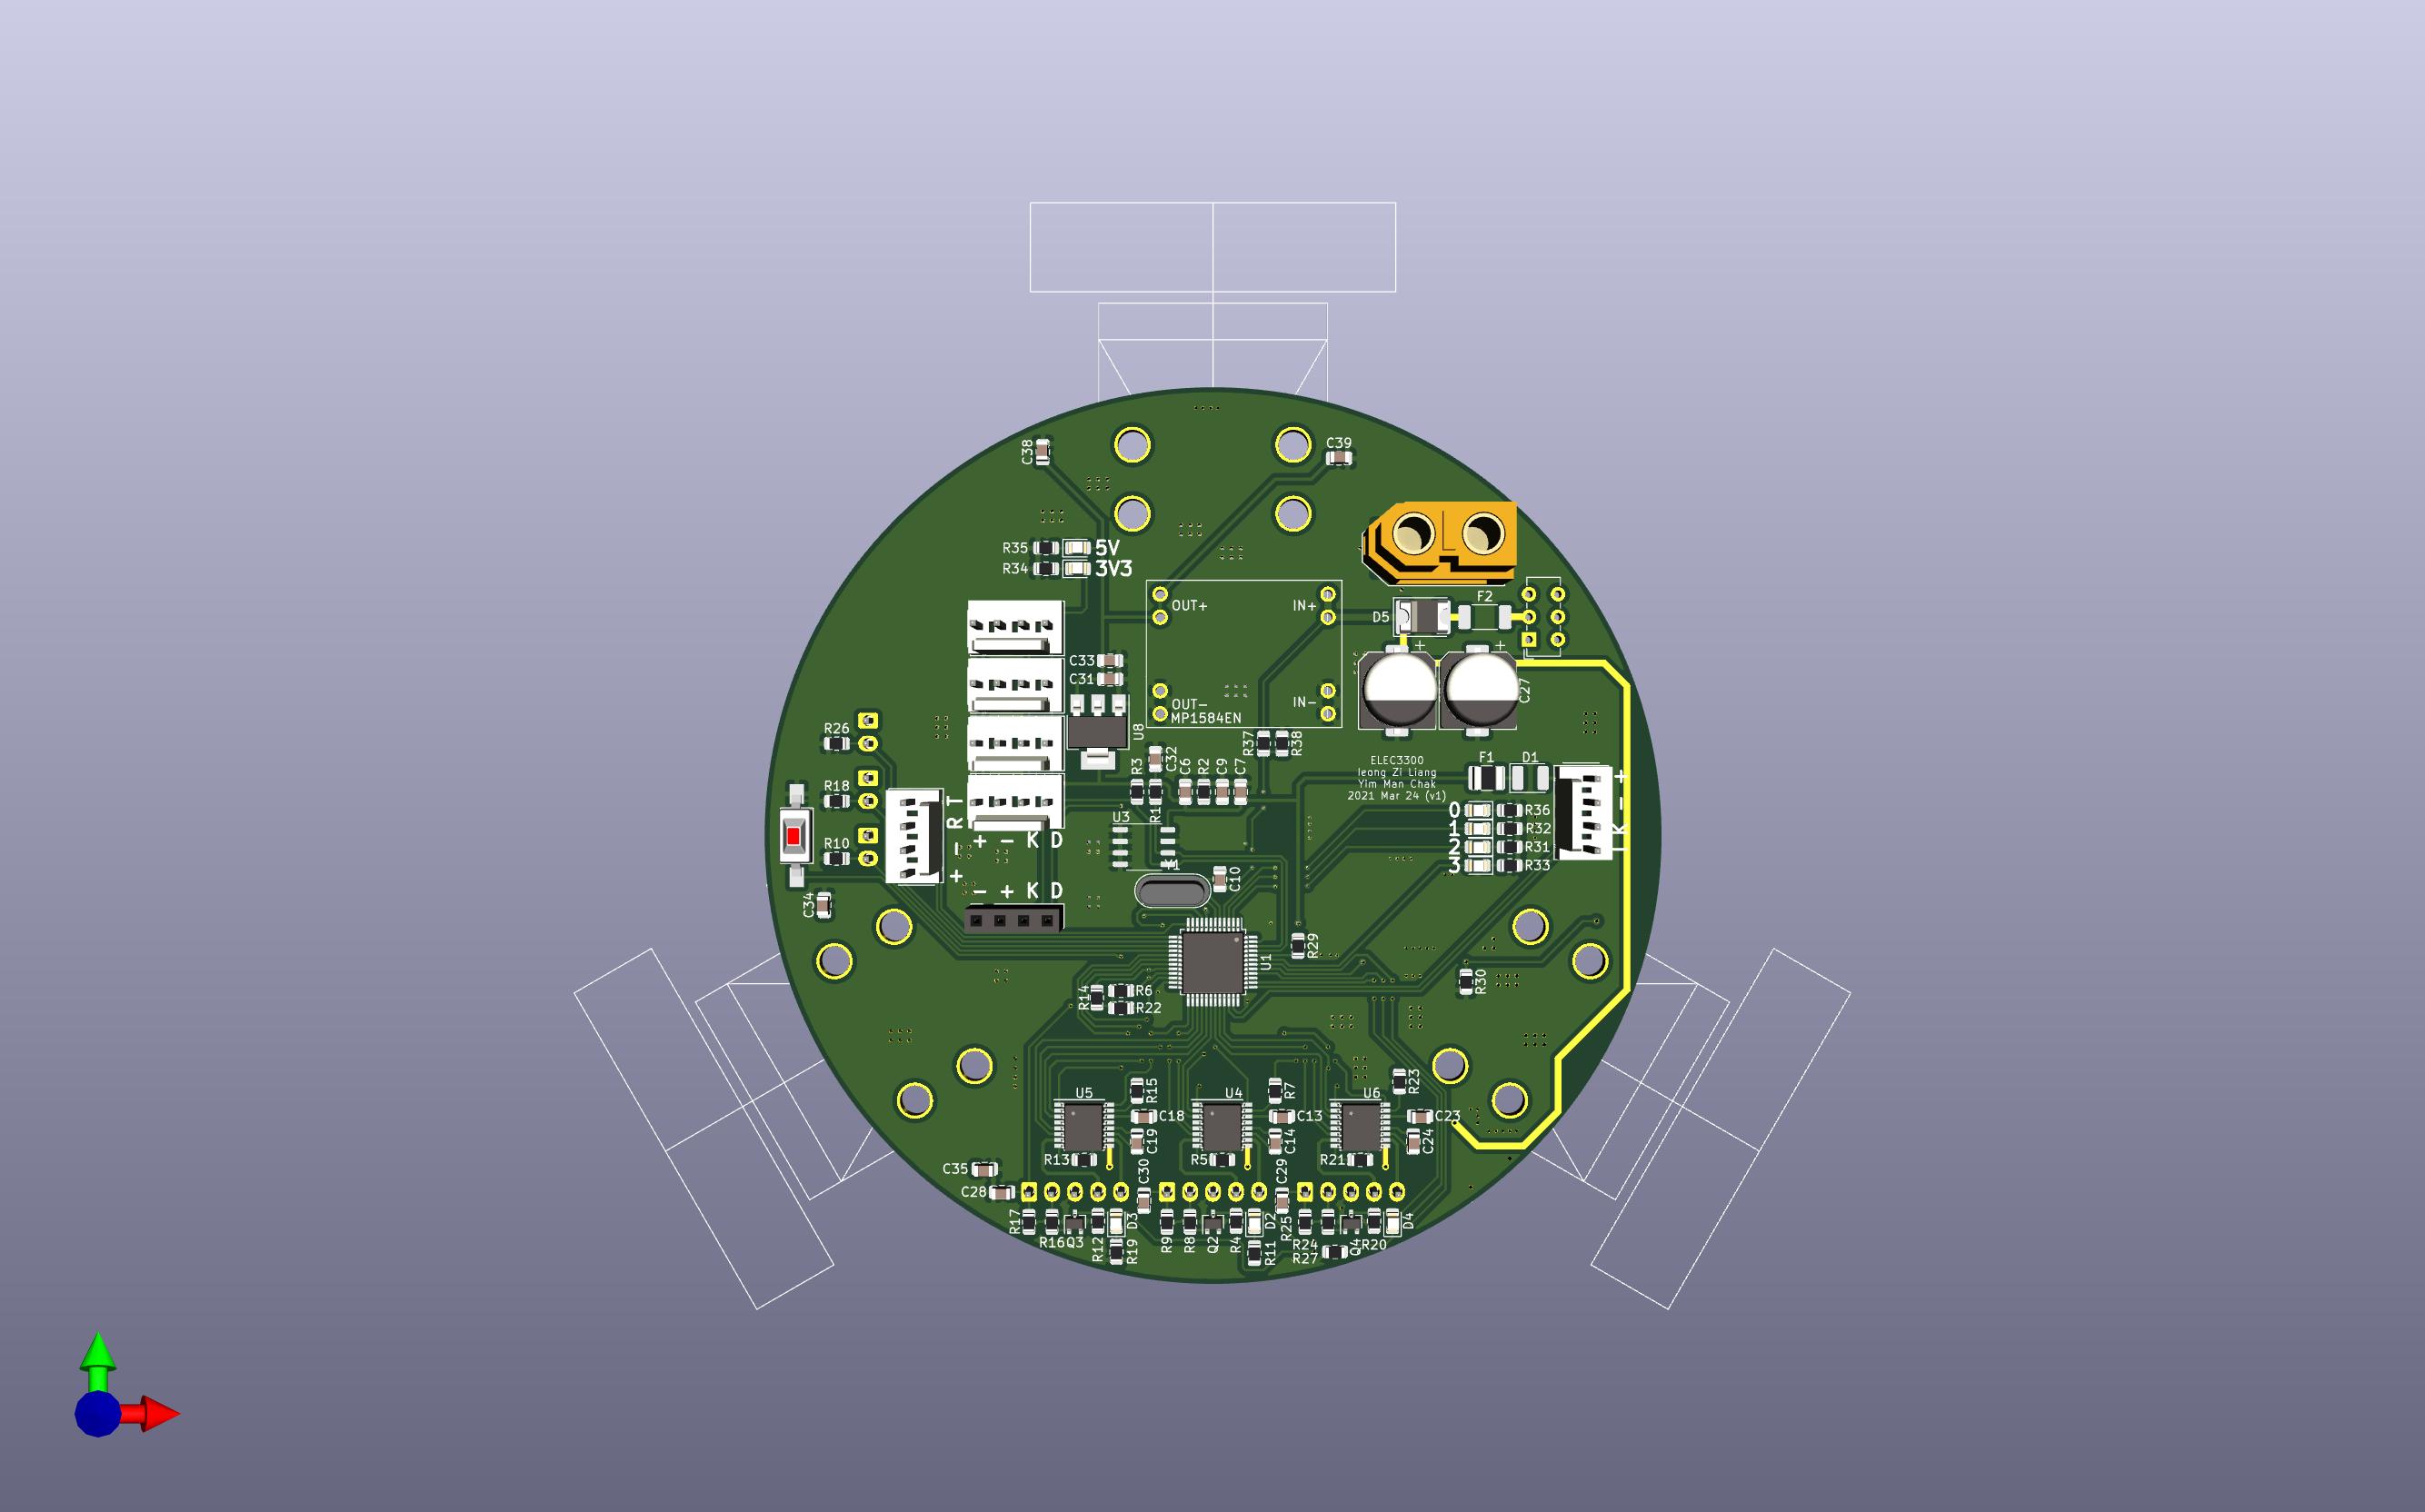 C38
C39
R35 5V
R34 3V3
OUT+ IN+
D5 F2
+ +
C33
C31
C27
OUT- IN-
MP1584EN
U8
R26
R37 R38
C32
R3 C6 R2 C9 C7
ELEC3300
Ieong Zi Liang
Yim Man Chak
2021 Mar 24 (v1)
F1 D1
+ - K T
R18
R1
U3
0 R36
1 R32
2 R31
3 R33
+ - R T
R10
+ - K D
C10
- + K D
C34
R29
U1
R30
R14 R6
R22
R23
U5 R15 U4 R7 U6
C18 C13 C23
C19 C14 C24
R13 R5 R21
C35 C30 C29
C28
R17 D3 D2 R25 D4
R16 Q3 R12 R19 R9 R8 Q2 R4 R11 R24 Q4 R20
R27